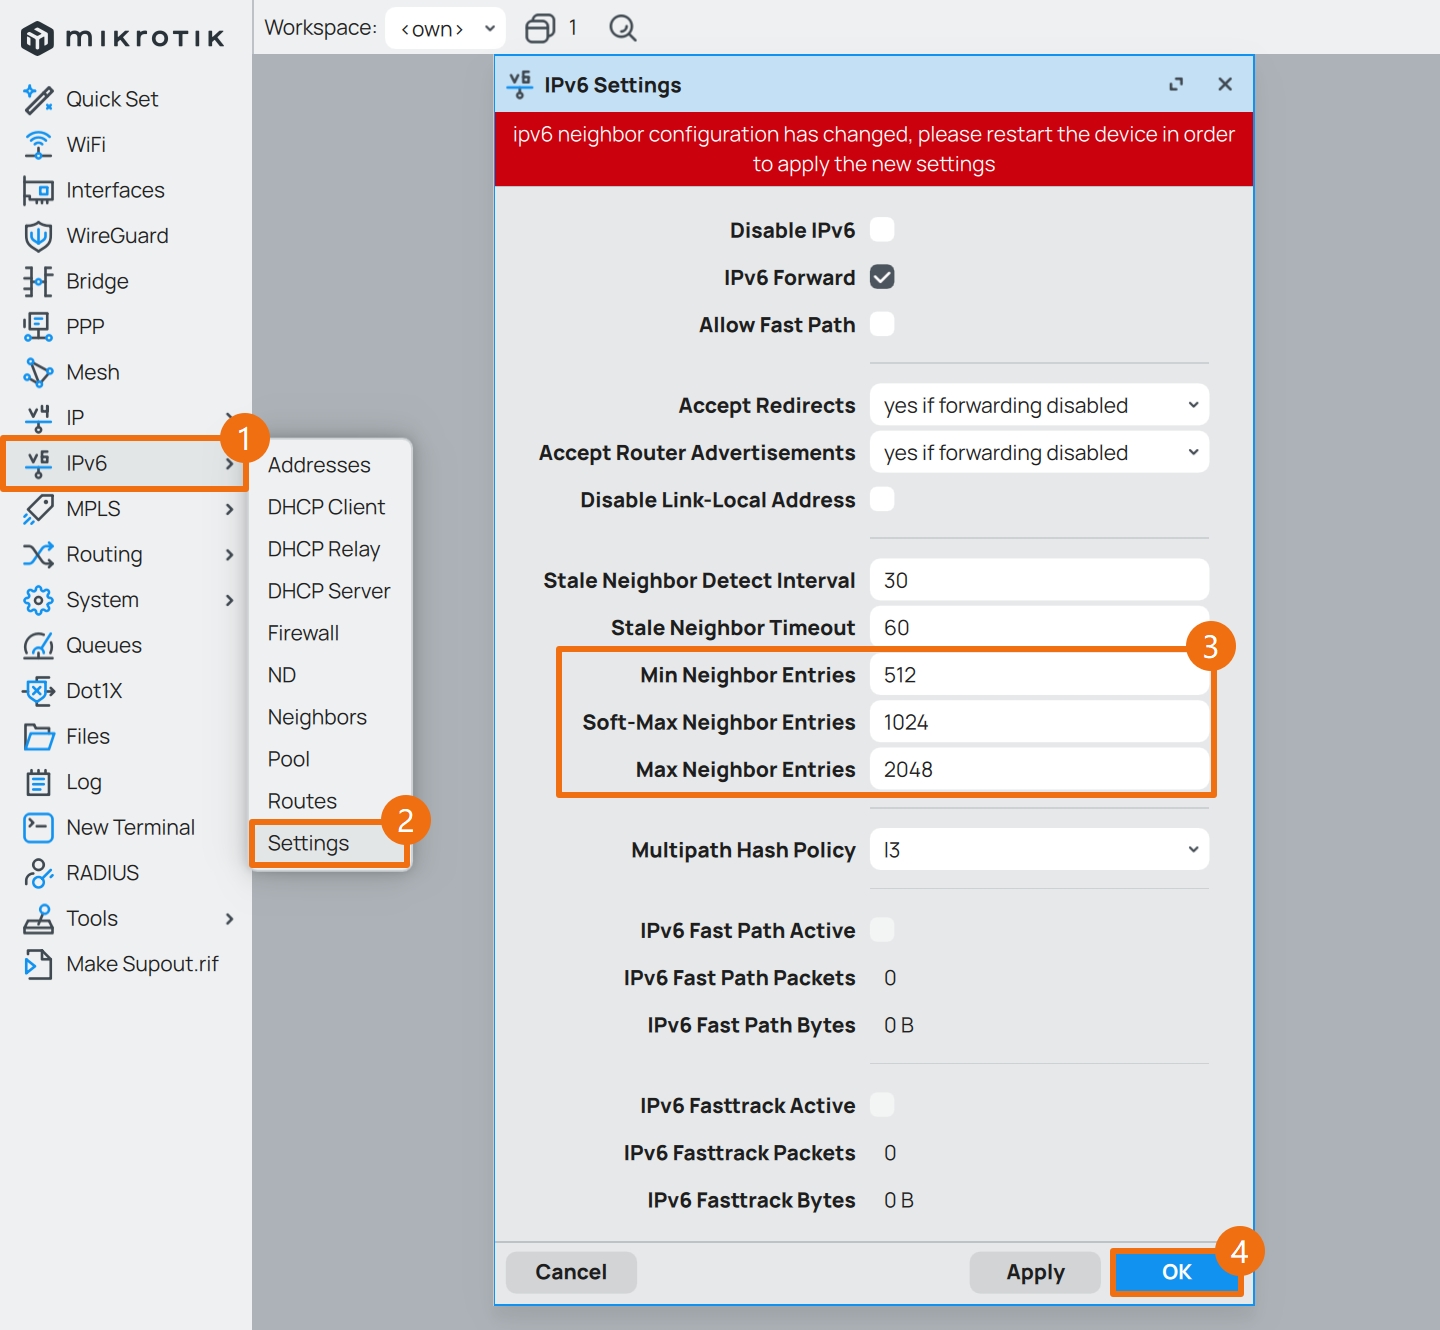 mikrotik
Workspace: <own> 1
Quick Set
WiFi
Interfaces
WireGuard
Bridge
PPP
Mesh
v4 IP
v6 IPv6
MPLS
Routing
System
Queues
Dot1X
Files
Log
New Terminal
RADIUS
Tools
Make Supout.rif
1
Addresses
DHCP Client
DHCP Relay
DHCP Server
Firewall
ND
Neighbors
Pool
Routes
Settings
2
v6 IPv6 Settings
ipv6 neighbor configuration has changed, please restart the device in order
to apply the new settings
Disable IPv6
IPv6 Forward
Allow Fast Path
Accept Redirects yes if forwarding disabled
Accept Router Advertisements yes if forwarding disabled
Disable Link-Local Address
Stale Neighbor Detect Interval 30
Stale Neighbor Timeout 60
3
Min Neighbor Entries 512
Soft-Max Neighbor Entries 1024
Max Neighbor Entries 2048
Multipath Hash Policy l3
IPv6 Fast Path Active
IPv6 Fast Path Packets 0
IPv6 Fast Path Bytes 0 B
IPv6 Fasttrack Active
IPv6 Fasttrack Packets 0
IPv6 Fasttrack Bytes 0 B
4
Cancel Apply OK